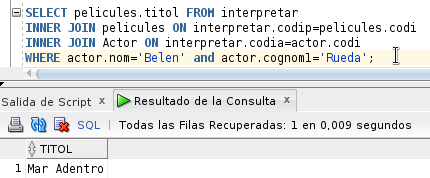 SELECT pelicules.titol FROM interpretar
INNER JOIN pelicules ON interpretar.codip=pelicules.codi
INNER JOIN Actor ON interpretar.codia=actor.codi
WHERE actor.nom='Belen' and actor.cognom1='Rueda';
Salida de Script × Resultado de la Consulta ×
SQL | Todas las Filas Recuperadas: 1 en 0,009 segundos
TITOL
1 Mar Adentro